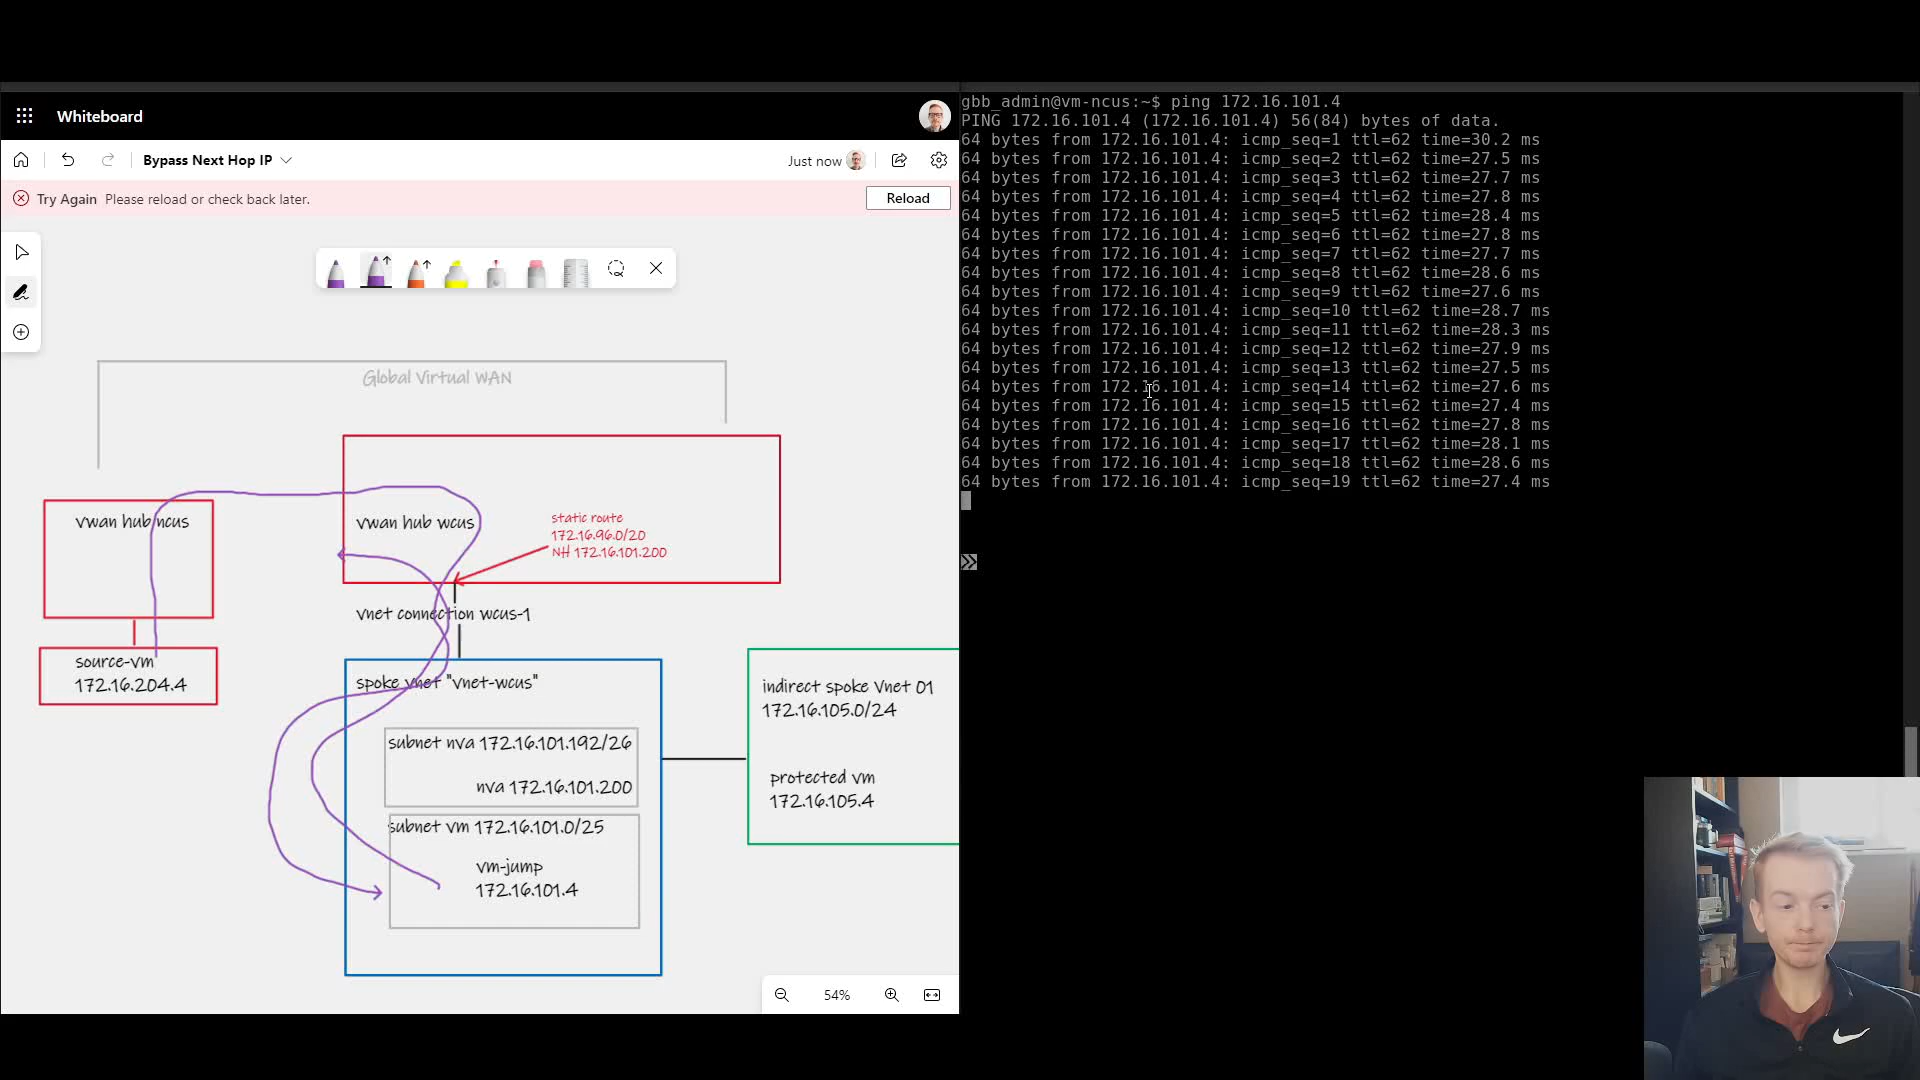 Whiteboard
Bypass Next Hop IP
Just now
Try Again Please reload or check back later.
Reload
Global Virtual WAN
vwan hub ncus
source-vm
172.16.204.4
vwan hub wcus
static route
172.16.96.0/20
NH 172.16.101.200
vnet connection wcus-1
spoke vnet "vnet-wcus"
subnet nva 172.16.101.192/26
nva 172.16.101.200
subnet vm 172.16.101.0/25
vm-jump
172.16.101.4
indirect spoke Vnet 01
172.16.105.0/24
protected vm
172.16.105.4
54%
gbb_admin@vm-ncus:~$ ping 172.16.101.4
PING 172.16.101.4 (172.16.101.4) 56(84) bytes of data.
64 bytes from 172.16.101.4: icmp_seq=1 ttl=62 time=30.2 ms
64 bytes from 172.16.101.4: icmp_seq=2 ttl=62 time=27.5 ms
64 bytes from 172.16.101.4: icmp_seq=3 ttl=62 time=27.7 ms
64 bytes from 172.16.101.4: icmp_seq=4 ttl=62 time=27.8 ms
64 bytes from 172.16.101.4: icmp_seq=5 ttl=62 time=28.4 ms
64 bytes from 172.16.101.4: icmp_seq=6 ttl=62 time=27.8 ms
64 bytes from 172.16.101.4: icmp_seq=7 ttl=62 time=27.7 ms
64 bytes from 172.16.101.4: icmp_seq=8 ttl=62 time=28.6 ms
64 bytes from 172.16.101.4: icmp_seq=9 ttl=62 time=27.6 ms
64 bytes from 172.16.101.4: icmp_seq=10 ttl=62 time=28.7 ms
64 bytes from 172.16.101.4: icmp_seq=11 ttl=62 time=28.3 ms
64 bytes from 172.16.101.4: icmp_seq=12 ttl=62 time=27.9 ms
64 bytes from 172.16.101.4: icmp_seq=13 ttl=62 time=27.5 ms
64 bytes from 172.16.101.4: icmp_seq=14 ttl=62 time=27.6 ms
64 bytes from 172.16.101.4: icmp_seq=15 ttl=62 time=27.4 ms
64 bytes from 172.16.101.4: icmp_seq=16 ttl=62 time=27.8 ms
64 bytes from 172.16.101.4: icmp_seq=17 ttl=62 time=28.1 ms
64 bytes from 172.16.101.4: icmp_seq=18 ttl=62 time=28.6 ms
64 bytes from 172.16.101.4: icmp_seq=19 ttl=62 time=27.4 ms